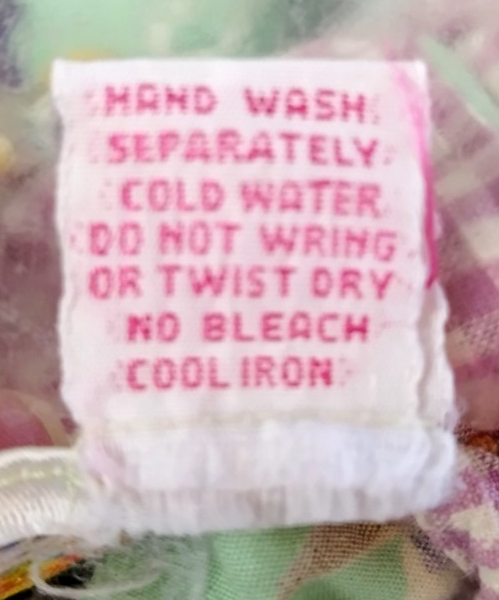 HAND WASH
SEPARATELY
COLD WATER
DO NOT WRING
OR TWIST DRY
NO BLEACH
COOL IRON